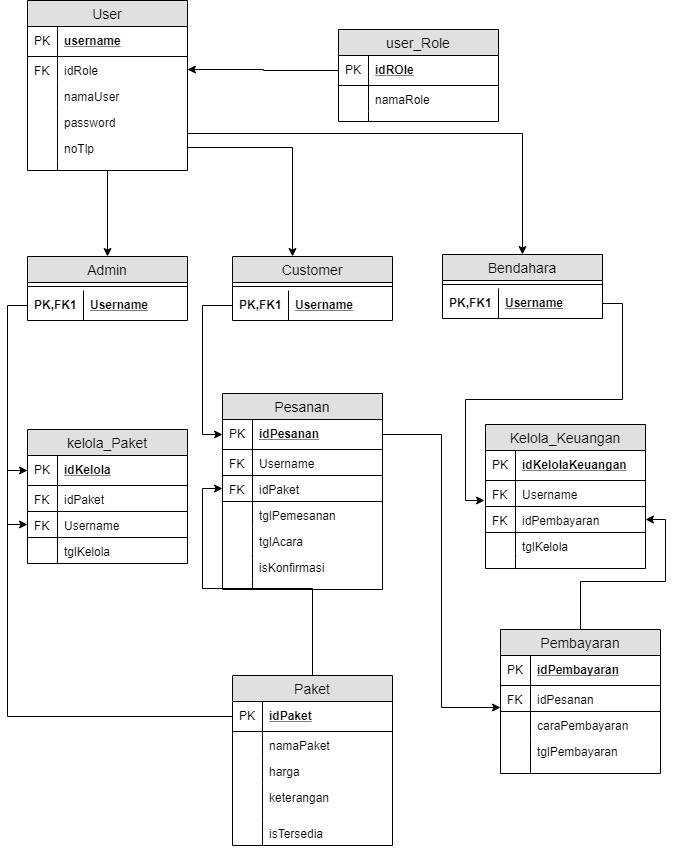 User
PK username
FK idRole
namaUser
password
noTlp
user_Role
PK idROle
namaRole
Admin
PK,FK1 Username
Customer
PK,FK1 Username
Bendahara
PK,FK1 Username
kelola_Paket
PK idKelola
FK idPaket
FK Username
tglKelola
Pesanan
PK idPesanan
FK Username
FK idPaket
tglPemesanan
tglAcara
isKonfirmasi
Kelola_Keuangan
PK idKelolaKeuangan
FK Username
FK idPembayaran
tglKelola
Paket
PK idPaket
namaPaket
harga
keterangan
isTersedia
Pembayaran
PK idPembayaran
FK idPesanan
caraPembayaran
tglPembayaran